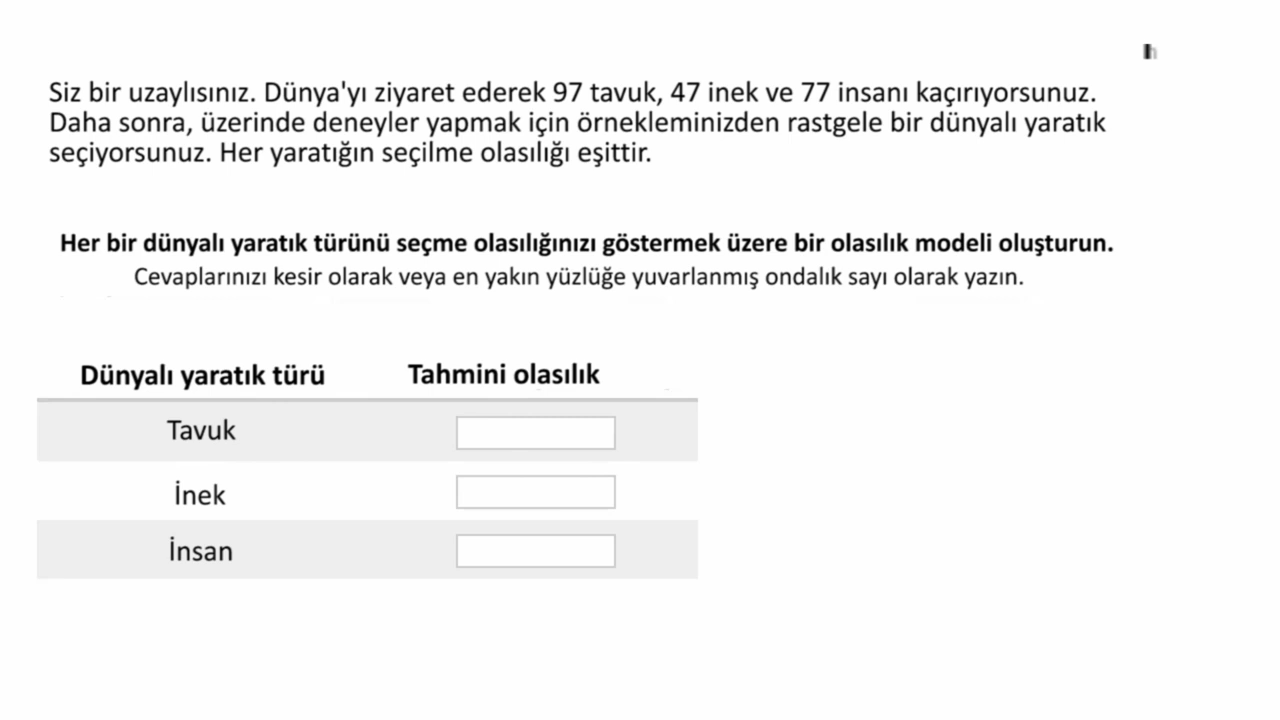 Siz bir uzaylısınız. Dünya'yı ziyaret ederek 97 tavuk, 47 inek ve 77 insanı kaçırıyorsunuz.
Daha sonra, üzerinde deneyler yapmak için örnekleminizden rastgele bir dünyalı yaratık
seçiyorsunuz. Her yaratığın seçilme olasılığı eşittir.
Her bir dünyalı yaratık türünü seçme olasılığınızı göstermek üzere bir olasılık modeli oluşturun.
Cevaplarınızı kesir olarak veya en yakın yüzlüğe yuvarlanmış ondalık sayı olarak yazın.
Dünyalı yaratık türü Tahmini olasılık
Tavuk
İnek
İnsan